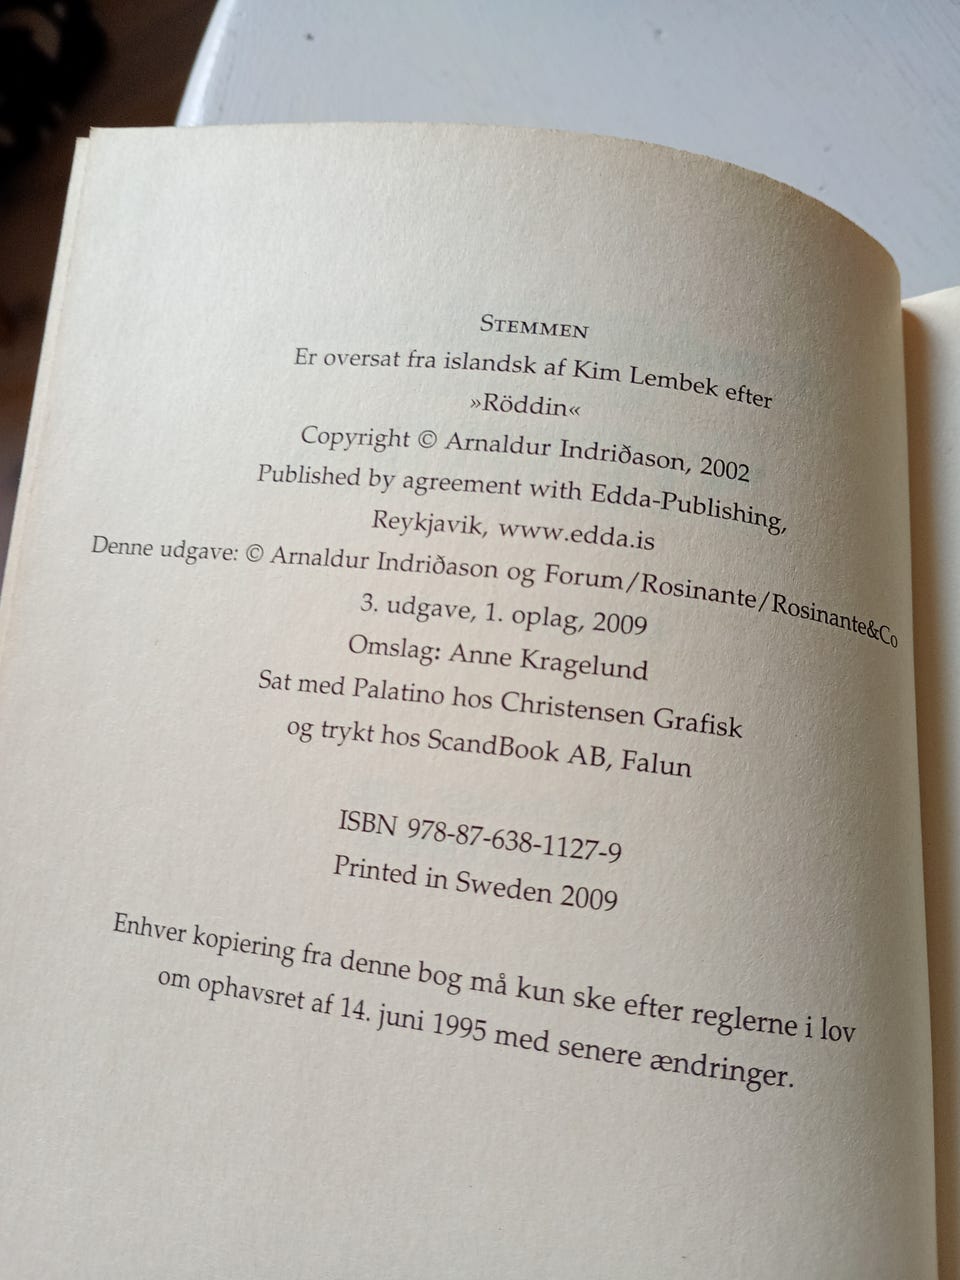 STEMMEN
Er oversat fra islandsk af Kim Lembek efter
»Röddin«
Copyright © Arnaldur Indriðason, 2002
Published by agreement with Edda-Publishing,
Reykjavik, www.edda.is
Denne udgave: © Arnaldur Indriðason og Forum/Rosinante/Rosinante&Co
3. udgave, 1. oplag, 2009
Omslag: Anne Kragelund
Sat med Palatino hos Christensen Grafisk
og trykt hos ScandBook AB, Falun
ISBN 978-87-638-1127-9
Printed in Sweden 2009
Enhver kopiering fra denne bog må kun ske efter reglerne i lov
om ophavsret af 14. juni 1995 med senere ændringer.